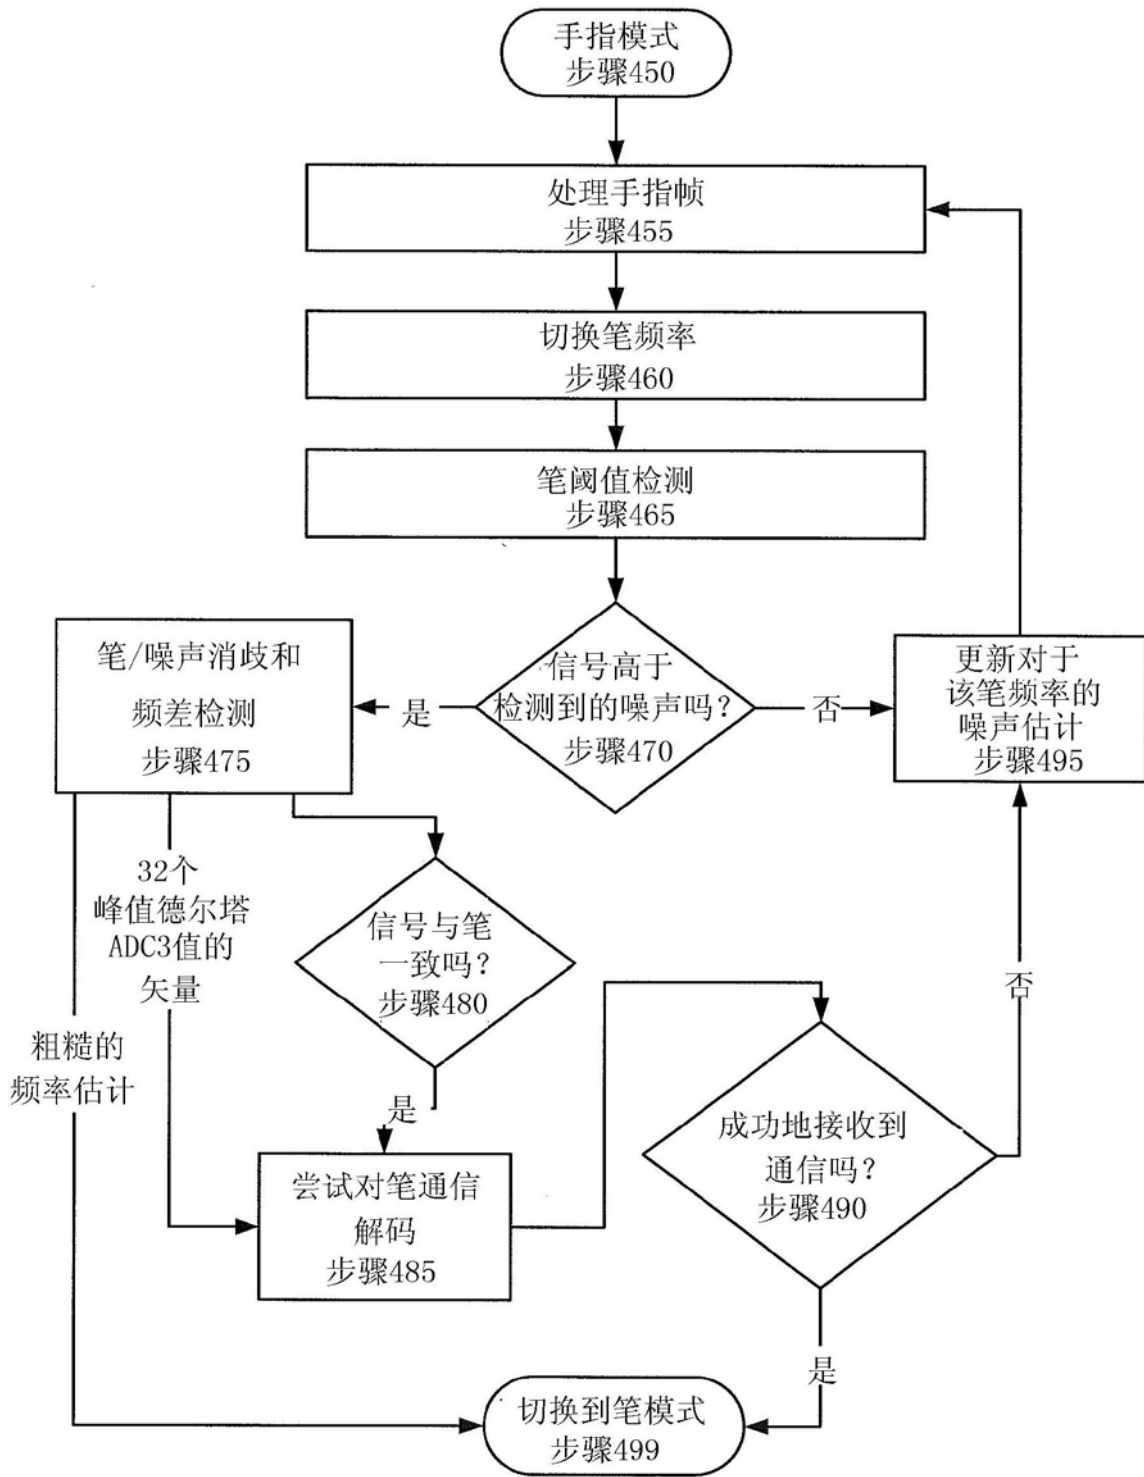 手指模式
步骤450
处理手指帧
步骤455
切换笔频率
步骤460
笔阈值检测
步骤465
信号高于
检测到的噪声吗?
步骤470
是
否
笔/噪声消歧和
频差检测
步骤475
更新对于
该笔频率的
噪声估计
步骤495
32个
峰值德尔塔
ADC3值的
矢量
信号与笔
一致吗?
步骤480
否
粗糙的
频率估计
是
成功地接收到
通信吗?
步骤490
尝试对笔通信
解码
步骤485
是
切换到笔模式
步骤499